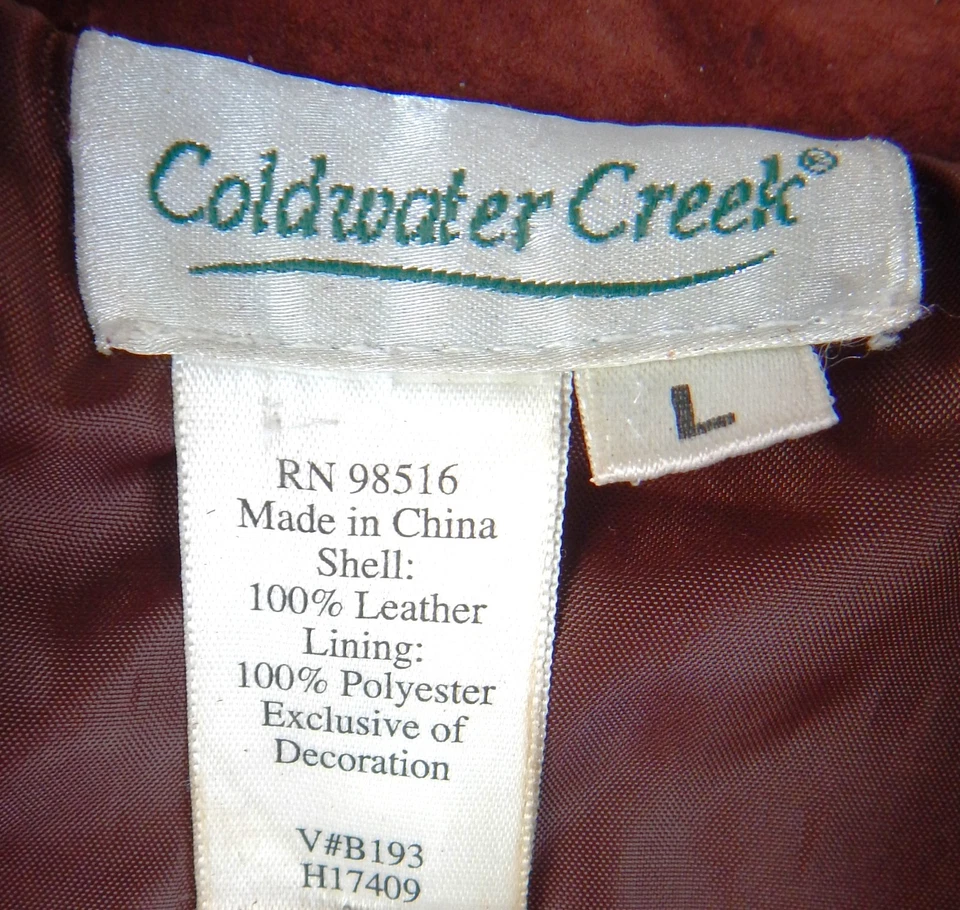 Coldwater Creek®
L
RN 98516
Made in China
Shell:
100% Leather
Lining:
100% Polyester
Exclusive of
Decoration
V#B193
H17409